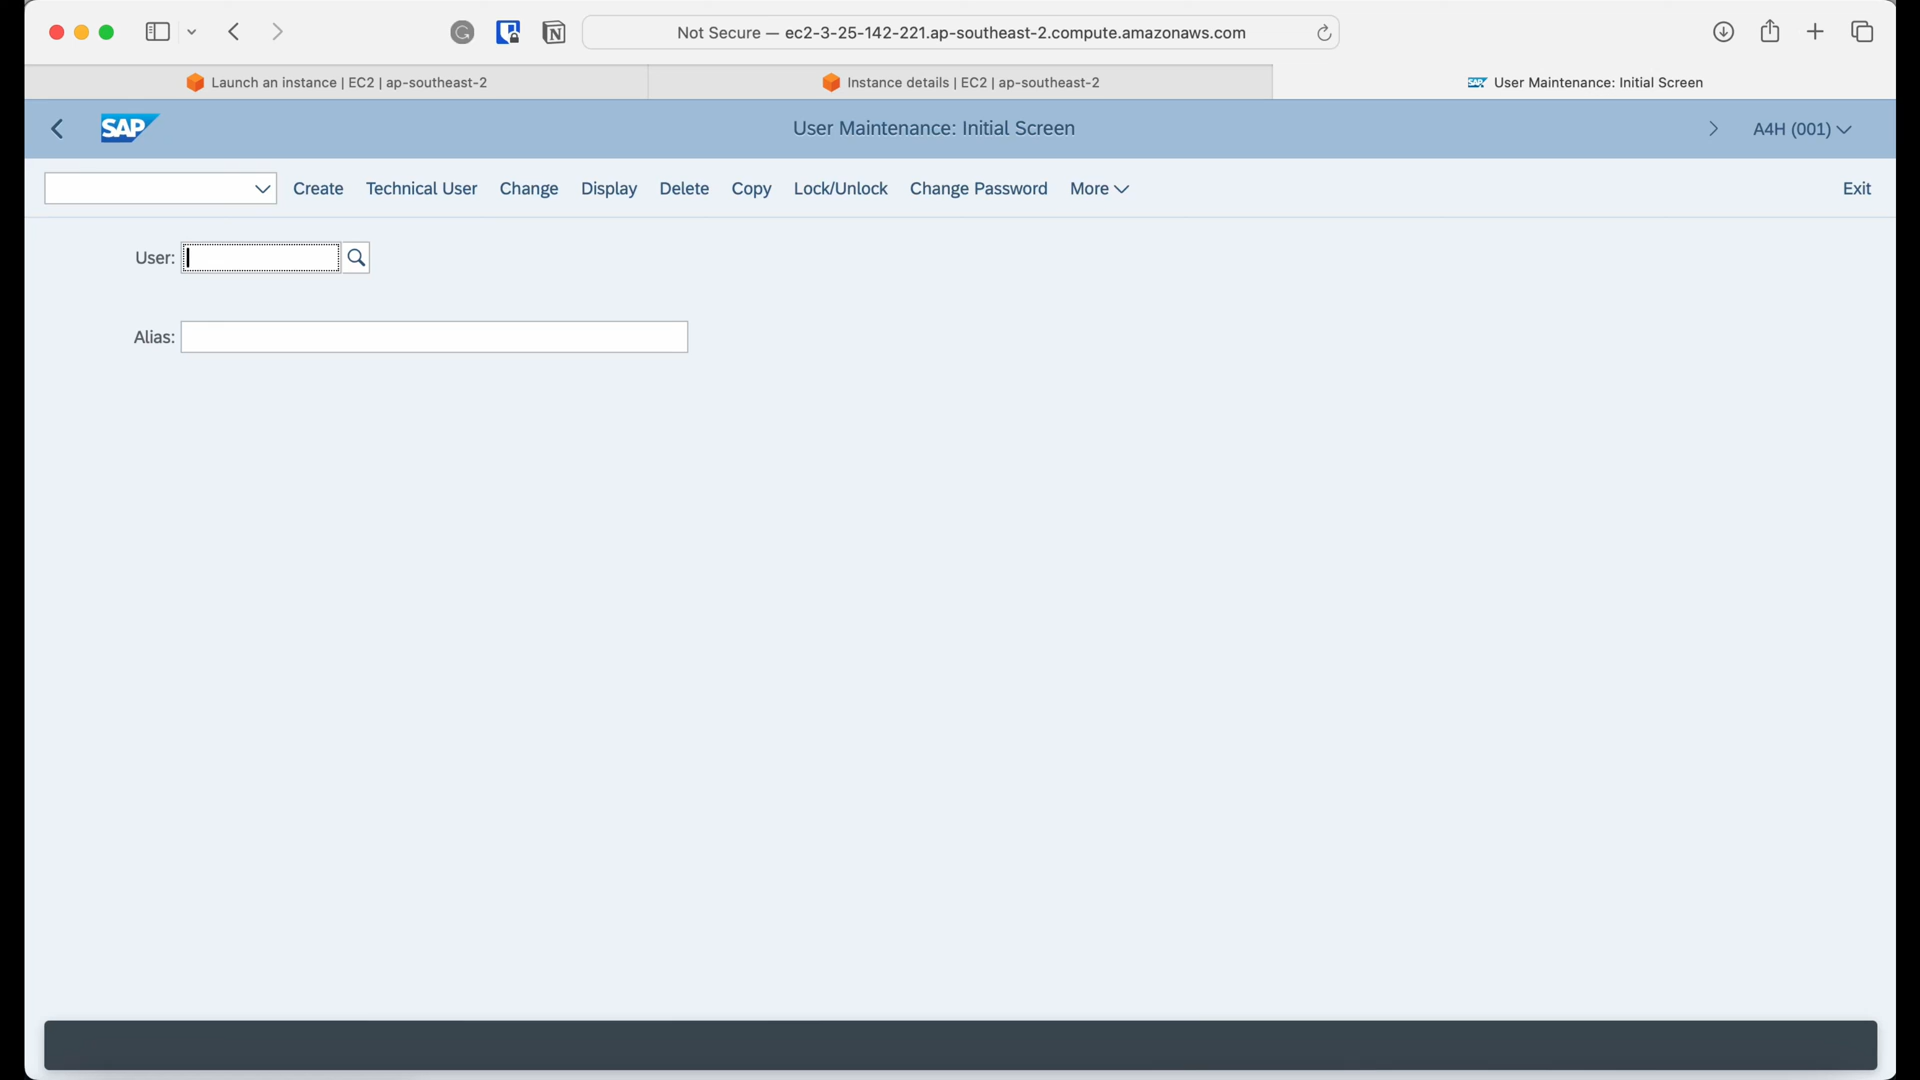 Not Secure — ec2-3-25-142-221.ap-southeast-2.compute.amazonaws.com
Launch an instance | EC2 | ap-southeast-2
Instance details | EC2 | ap-southeast-2
SAP User Maintenance: Initial Screen
SAP
User Maintenance: Initial Screen
A4H (001)
Create Technical User Change Display Delete Copy Lock/Unlock Change Password More
Exit
User:
Alias: